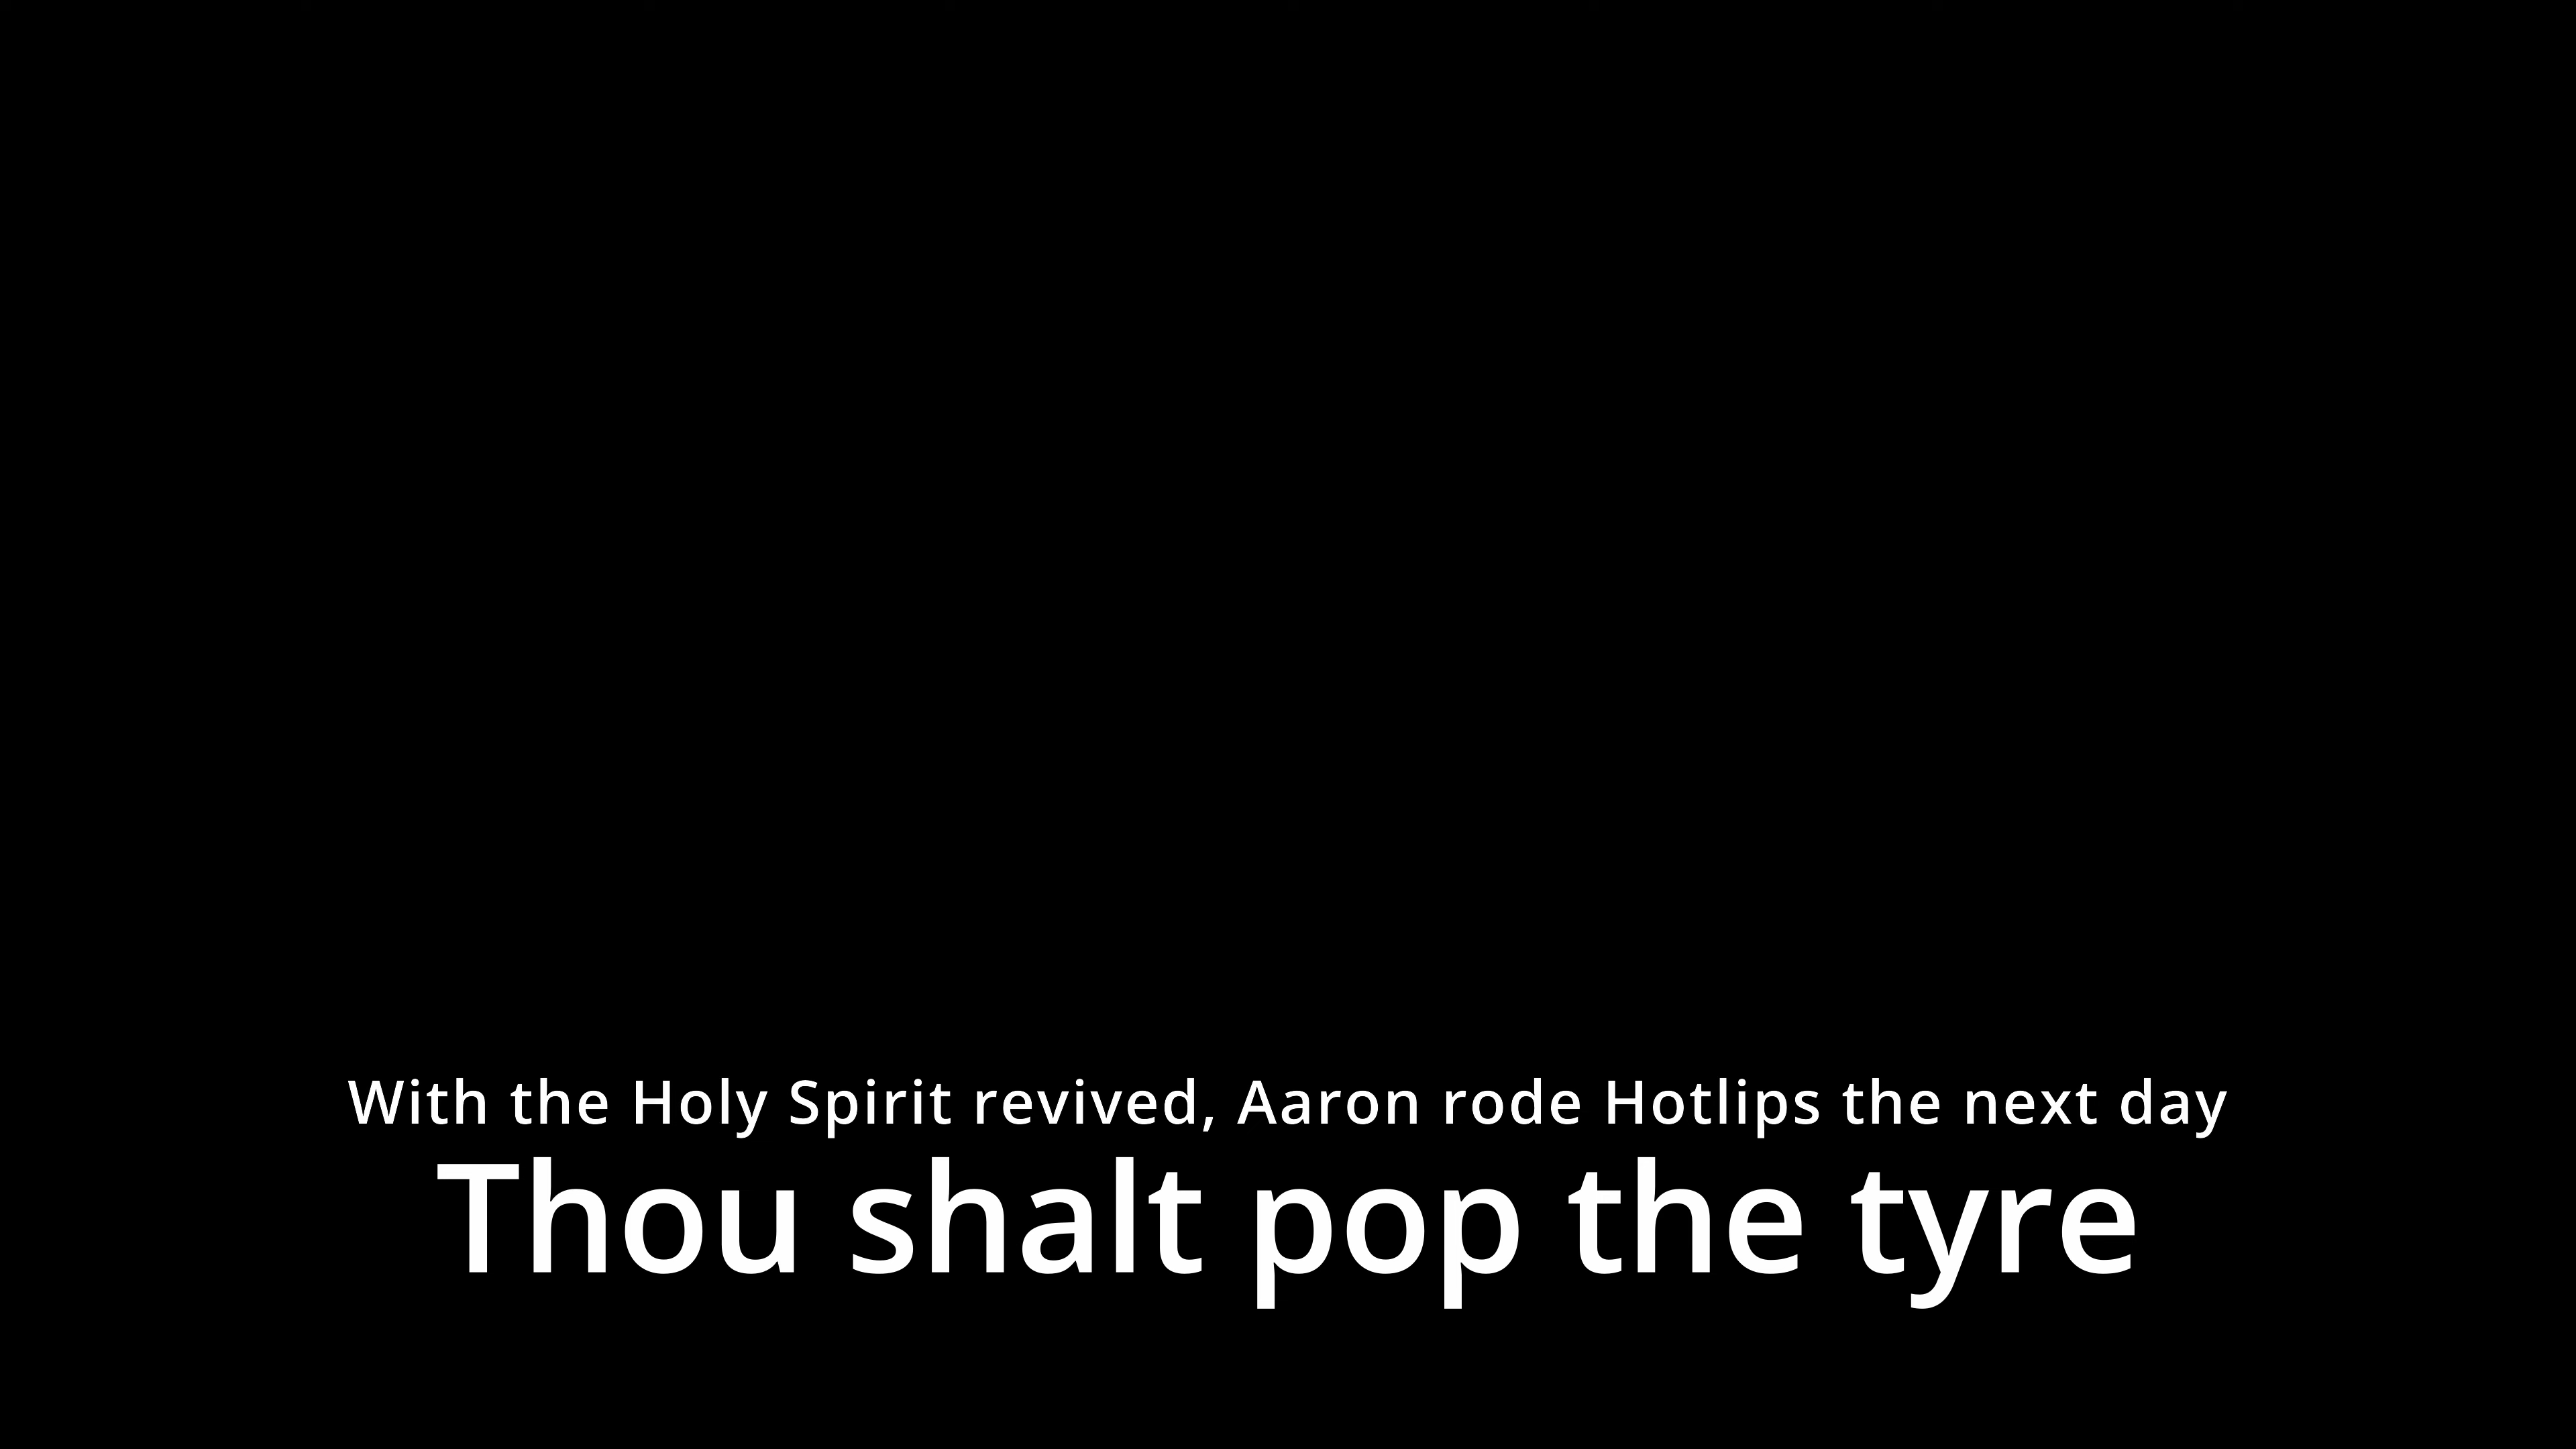 With the Holy Spirit revived, Aaron rode Hotlips the next day
Thou shalt pop the tyre